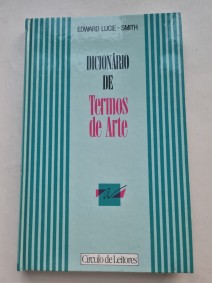 EDWARD LUCIE-SMITH
DICIONÁRIO
DE
Termos
de Arte
Círculo de Leitores